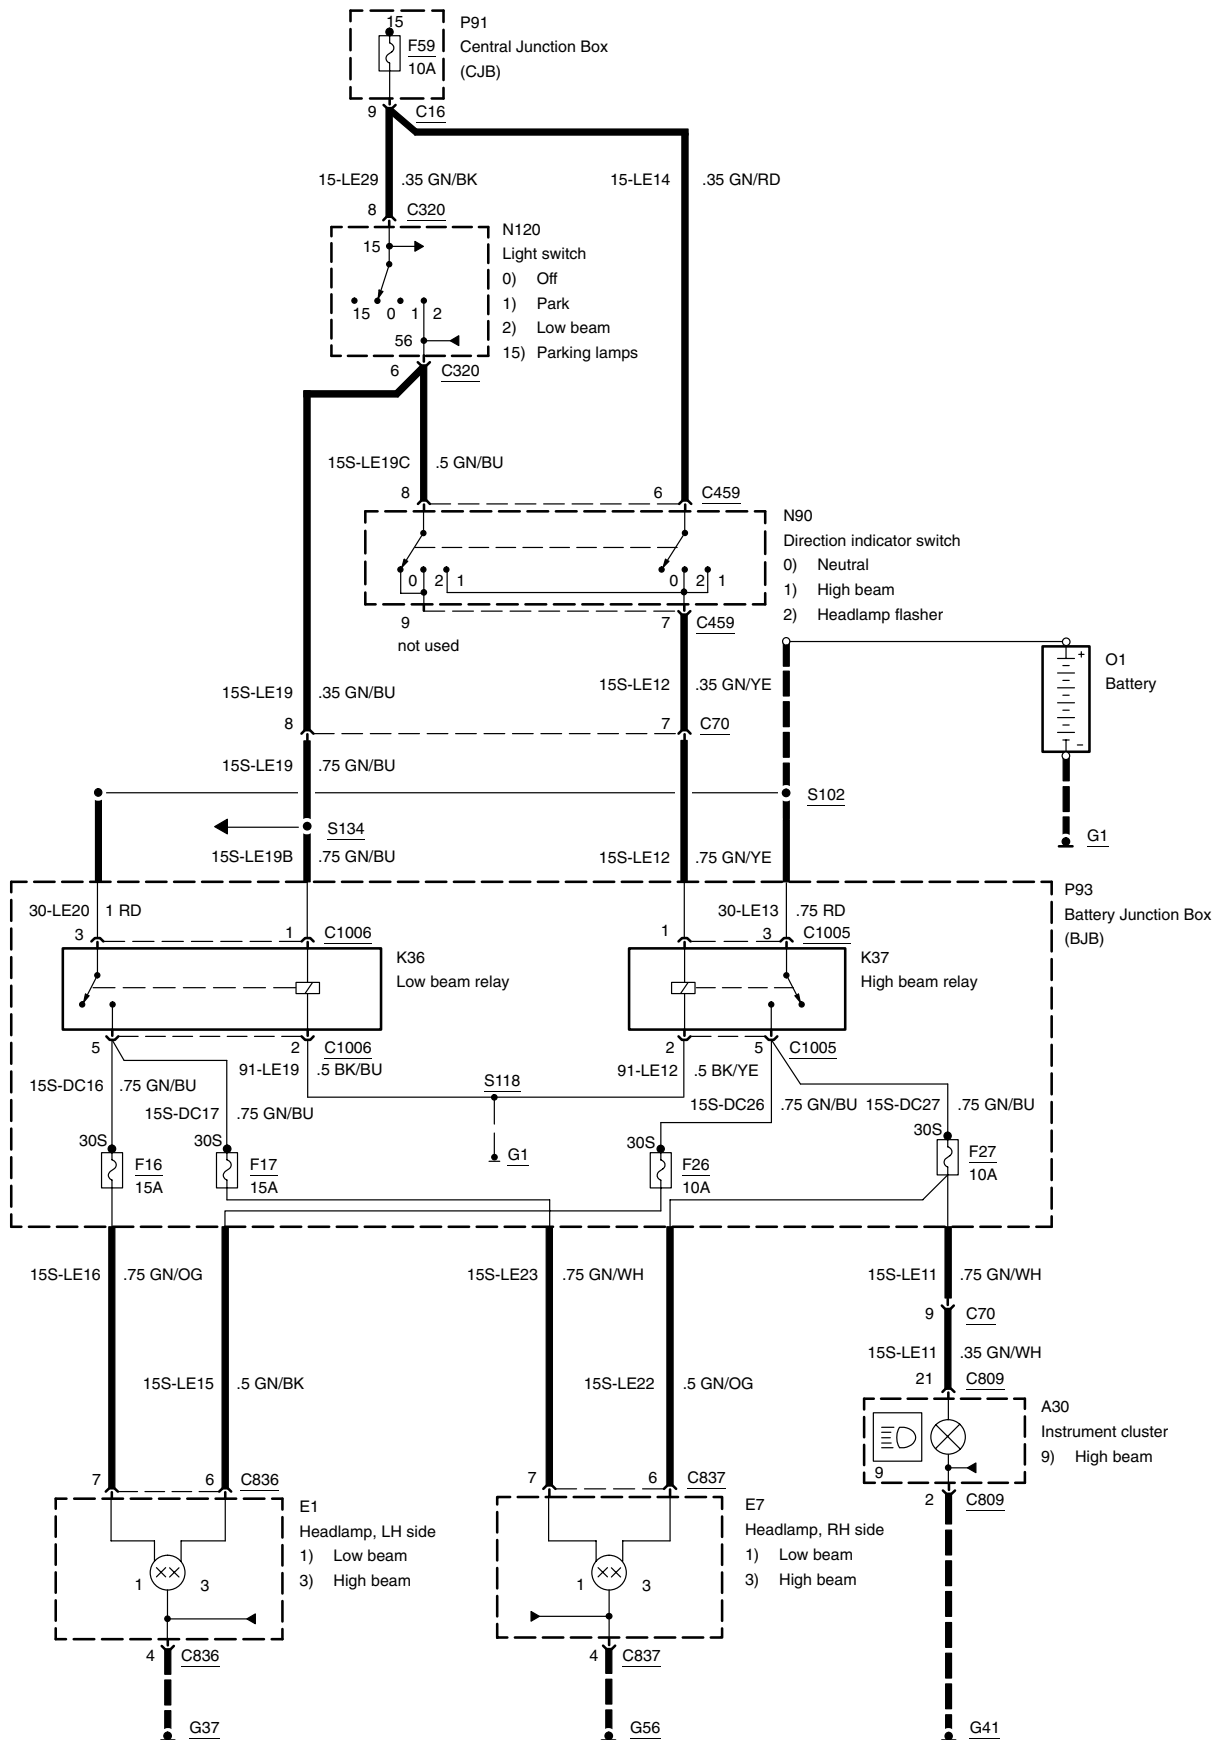 15
P91
F59
Central Junction Box
10A
(CJB)
9
C16
15-LE29
.35 GN/BK
15-LE14
.35 GN/RD
8
C320
N120
15
Light switch
0) Off
1) Park
15
0
1
2
2) Low beam
56
15) Parking lamps
6
C320
15S-LE19C
.5 GN/BU
8
6
C459
N90
Direction indicator switch
0) Neutral
0
2
1
0
2
1
1) High beam
2) Headlamp flasher
9
7
C459
not used
O1
+
Battery
−
15S-LE19
.35 GN/BU
15S-LE12
.35 GN/YE
8
7
C70
15S-LE19
.75 GN/BU
S102
S134
G1
15S-LE19B
.75 GN/BU
15S-LE12
.75 GN/YE
P93
30-LE20
1 RD
30-LE13
.75 RD
Battery Junction Box
3
1
C1006
1
3
C1005
(BJB)
K36
K37
Low beam relay
High beam relay
5
2
C1006
2
5
C1005
91-LE19
.5 BK/BU
91-LE12
.5 BK/YE
15S-DC16
.75 GN/BU
S118
15S-DC17
.75 GN/BU
15S-DC26
.75 GN/BU
15S-DC27
.75 GN/BU
30S
30S
30S
30S
F16
F17
G1
F26
F27
15A
15A
10A
10A
15S-LE16
.75 GN/OG
15S-LE23
.75 GN/WH
15S-LE11
.75 GN/WH
9
C70
15S-LE11
.35 GN/WH
15S-LE15
.5 GN/BK
15S-LE22
.5 GN/OG
21
C809
A30
Instrument cluster
9) High beam
9
7
6
C836
7
6
C837
2
C809
E1
E7
Headlamp, LH side
Headlamp, RH side
1) Low beam
1) Low beam
3) High beam
3) High beam
1
3
1
3
4
C836
4
C837
G37
G56
G41